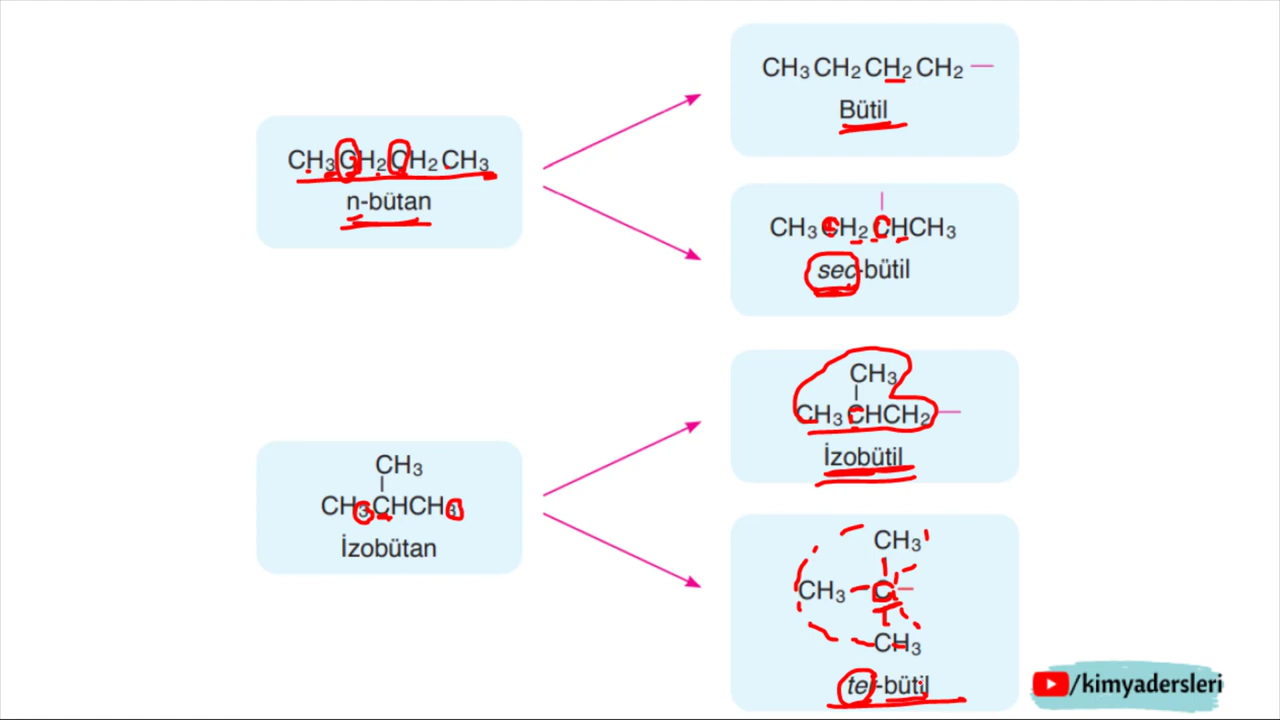 CH3CH2CH2CH3
n-bütan
CH3CH2CH2CH2
Bütil
CH3CH2CHCH3
sec-bütil
CH3
CH3CHCH3
İzobütan
CH3
CH3CHCH2
İzobütil
CH3
CH3 C
CH3
ter-bütil
/kimyadersleri